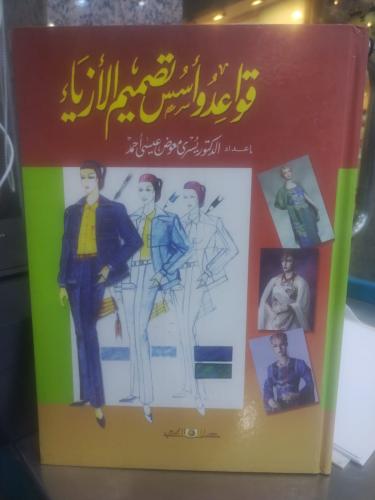 قواعد وأسس تصميم الأزياء
إعداد الدكتور يسري معوض عيسى أحمد